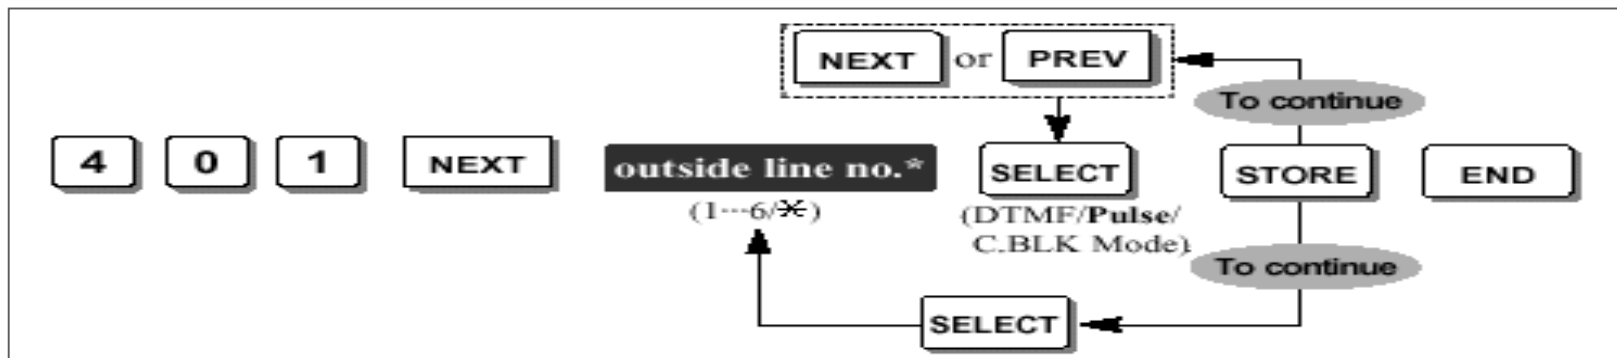 NEXT or PREV
To continue
4 0 1 NEXT outside line no.* SELECT STORE END
(1···6/✕) (DTMF/Pulse/
C.BLK Mode)
To continue
SELECT